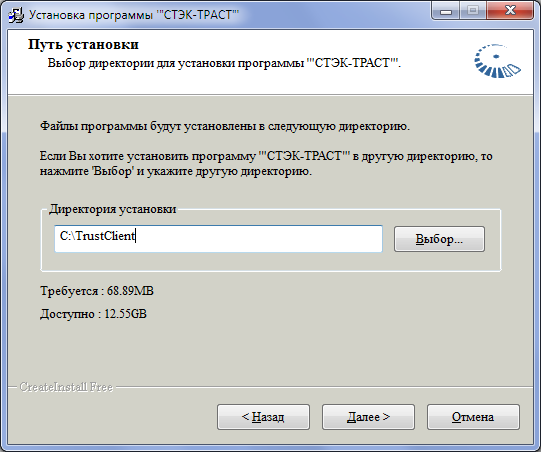 Установка программы '"СТЭК-ТРАСТ"'
Путь установки
Выбор директории для установки программы '"СТЭК-ТРАСТ"'.
Файлы программы будут установлены в следующую директорию.
Если Вы хотите установить программу '"СТЭК-ТРАСТ"' в другую директорию, то
нажмите 'Выбор' и укажите другую директорию.
Директория установки
C:\TrustClient
Выбор...
Требуется : 68.89MB
Доступно : 12.55GB
CreateInstall Free
< Назад
Далее >
Отмена